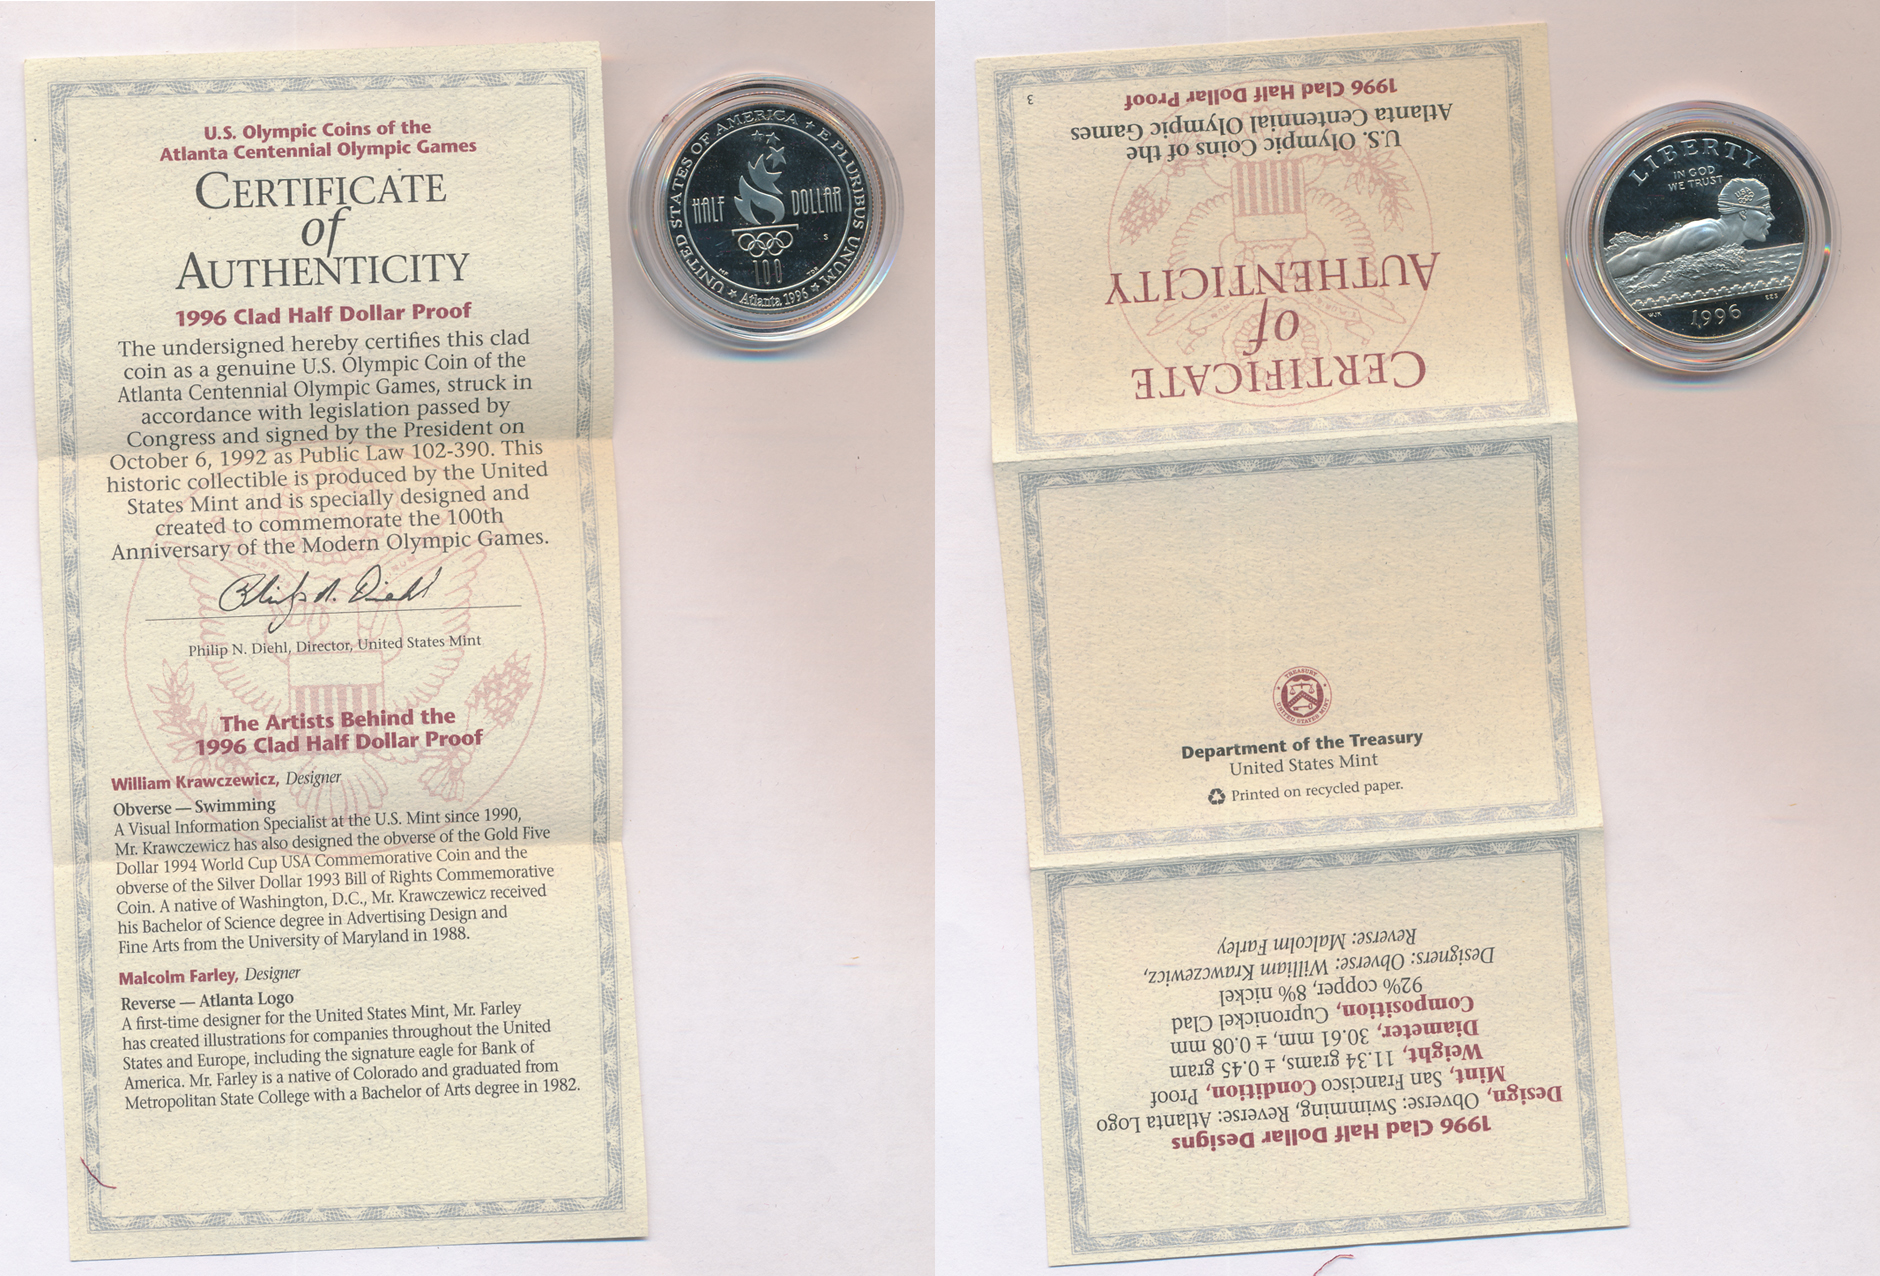 U.S. Olympic Coins of the
Atlanta Centennial Olympic Games
CERTIFICATE
of
AUTHENTICITY
1996 Clad Half Dollar Proof
The undersigned hereby certifies this clad
coin as a genuine U.S. Olympic Coin of the
Atlanta Centennial Olympic Games, struck in
accordance with legislation passed by
Congress and signed by the President on
October 6, 1992 as Public Law 102-390. This
historic collectible is produced by the United
States Mint and is specially designed and
created to commemorate the 100th
Anniversary of the Modern Olympic Games.
Philip N. Diehl
Philip N. Diehl, Director, United States Mint
The Artists Behind the
1996 Clad Half Dollar Proof
William Krawczewicz, Designer
Obverse — Swimming
A Visual Information Specialist at the U.S. Mint since 1990,
Mr. Krawczewicz has also designed the obverse of the Gold Five
Dollar 1994 World Cup USA Commemorative Coin and the
obverse of the Silver Dollar 1993 Bill of Rights Commemorative
Coin. A native of Washington, D.C., Mr. Krawczewicz received
his Bachelor of Science degree in Advertising Design and
Fine Arts from the University of Maryland in 1988.
Malcolm Farley, Designer
Reverse — Atlanta Logo
A first-time designer for the United States Mint, Mr. Farley
has created illustrations for companies throughout the United
States and Europe, including the signature eagle for Bank of
America. Mr. Farley is a native of Colorado and graduated from
Metropolitan State College with a Bachelor of Arts degree in 1982.
UNITED STATES OF AMERICA ★ E PLURIBUS UNUM ★ Atlanta 1996 ★
HALF DOLLAR
S
100
CERTIFICATE
of
AUTHENTICITY
U.S. Olympic Coins of the
Atlanta Centennial Olympic Games
1996 Clad Half Dollar Proof
3
TREASURY
UNITED STATES MINT
Department of the Treasury
United States Mint
Printed on recycled paper.
1996 Clad Half Dollar Designs
Design, Obverse: Swimming, Reverse: Atlanta Logo
Mint, San Francisco Condition, Proof
Weight, 11.34 grams, ± 0.45 gram
Diameter, 30.61 mm, ± 0.08 mm
Composition, Cupronickel Clad
92% copper, 8% nickel
Designers: Obverse: William Krawczewicz,
Reverse: Malcolm Farley
LIBERTY
IN GOD
WE TRUST
USA
WJK
1996